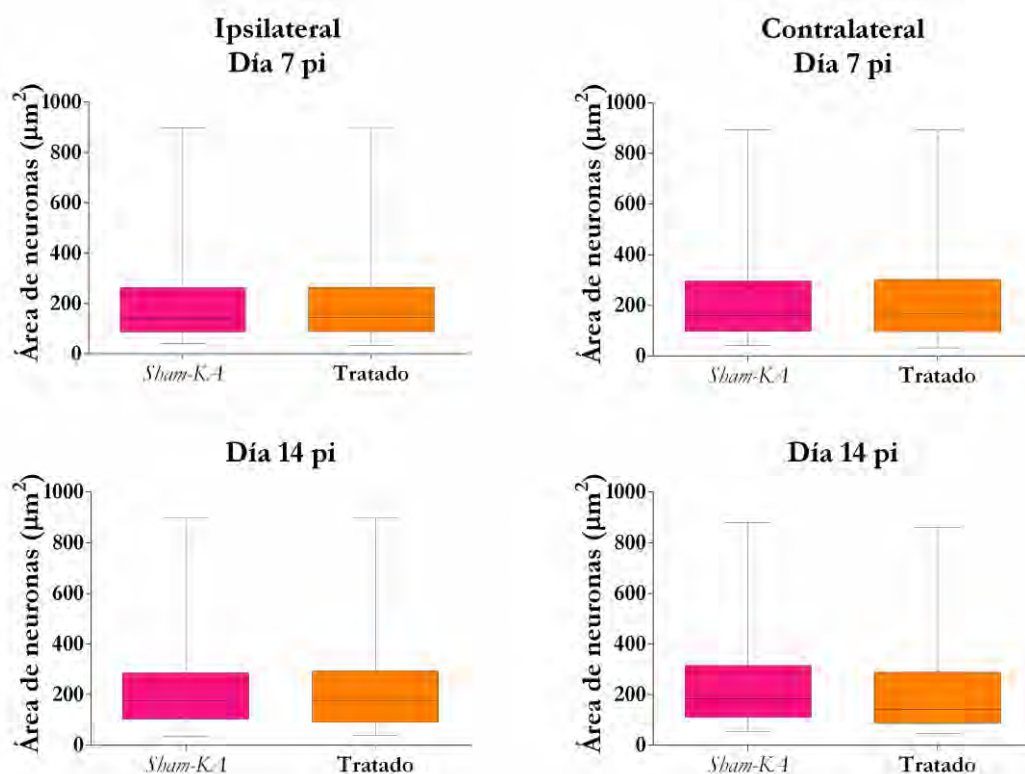 Ipsilateral
Día 7 pi
Área de neuronas (µm²)
1000
800
600
400
200
0
Sham-KA
Tratado
Contralateral
Día 7 pi
Área de neuronas (µm²)
1000
800
600
400
200
0
Sham-KA
Tratado
Día 14 pi
Área de neuronas (µm²)
1000
800
600
400
200
0
Sham-KA
Tratado
Día 14 pi
Área de neuronas (µm²)
1000
800
600
400
200
0
Sham-KA
Tratado